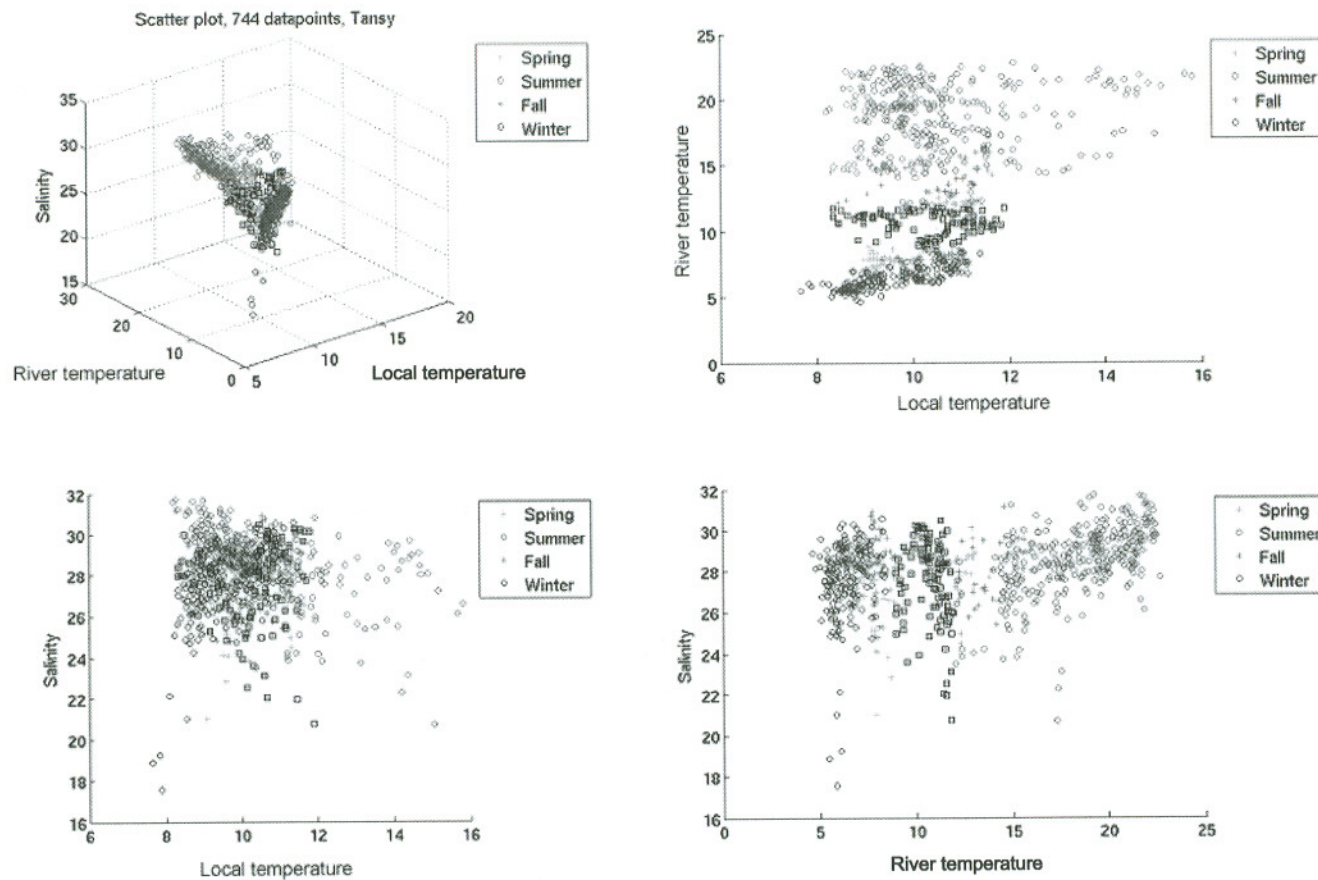 Scatter plot, 744 datapoints, Tansy
Spring
Summer
Fall
Winter
35
30
25
20
15
Salinity
30
20
10
0
River temperature
5
10
15
20
Local temperature
25
20
15
10
5
0
River temperature
6
8
10
12
14
16
Local temperature
Spring
Summer
Fall
Winter
32
30
28
26
24
22
20
18
16
Salinity
6
8
10
12
14
16
Local temperature
Spring
Summer
Fall
Winter
32
30
28
26
24
22
20
18
16
Salinity
0
5
10
15
20
25
River temperature
Spring
Summer
Fall
Winter